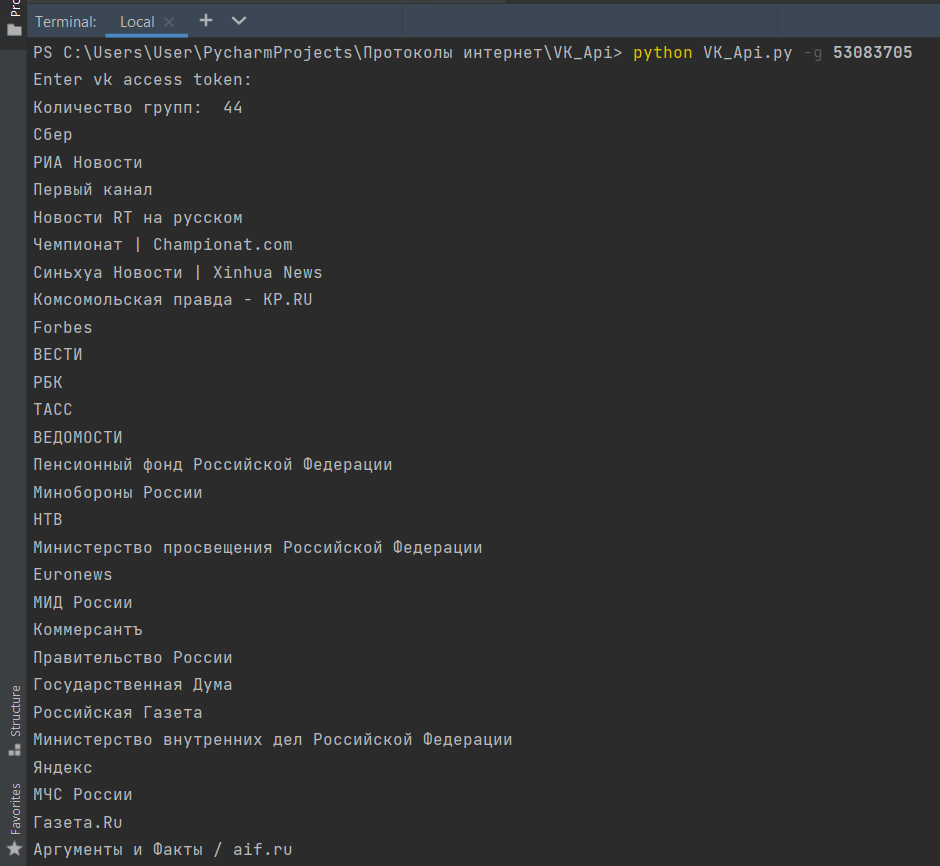 Terminal: Local
PS C:\Users\User\PycharmProjects\Протоколы интернет\VK_Api> python VK_Api.py -g 53083705
Enter vk access token:
Количество групп:  44
Сбер
РИА Новости
Первый канал
Новости RT на русском
Чемпионат | Championat.com
Синьхуа Новости | Xinhua News
Комсомольская правда - KP.RU
Forbes
ВЕСТИ
РБК
ТАСС
ВЕДОМОСТИ
Пенсионный фонд Российской Федерации
Минобороны России
НТВ
Министерство просвещения Российской Федерации
Euronews
МИД России
Коммерсантъ
Правительство России
Государственная Дума
Российская Газета
Министерство внутренних дел Российской Федерации
Яндекс
МЧС России
Газета.Ru
Аргументы и Факты / aif.ru
Structure
Favorites